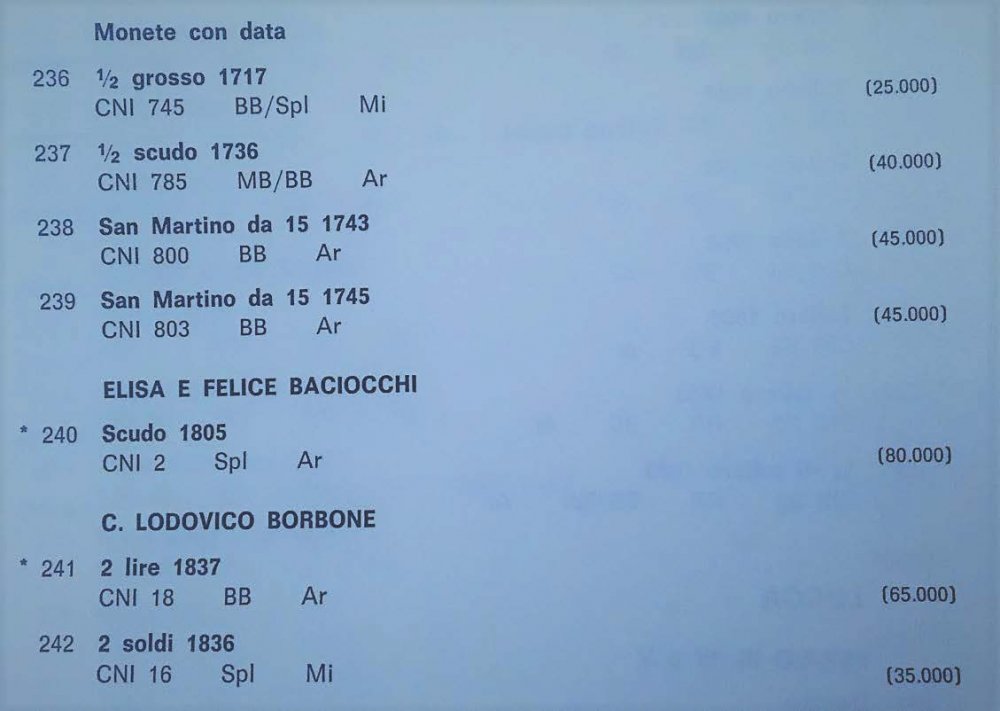 Monete con data
236 ½ grosso 1717
CNI 745 BB/Spl Mi (25.000)
237 ½ scudo 1736
CNI 785 MB/BB Ar (40.000)
238 San Martino da 15 1743
CNI 800 BB Ar (45.000)
239 San Martino da 15 1745
CNI 803 BB Ar (45.000)
ELISA E FELICE BACIOCCHI
* 240 Scudo 1805
CNI 2 Spl Ar (80.000)
C. LODOVICO BORBONE
* 241 2 lire 1837
CNI 18 BB Ar (65.000)
242 2 soldi 1836
CNI 16 Spl Mi (35.000)